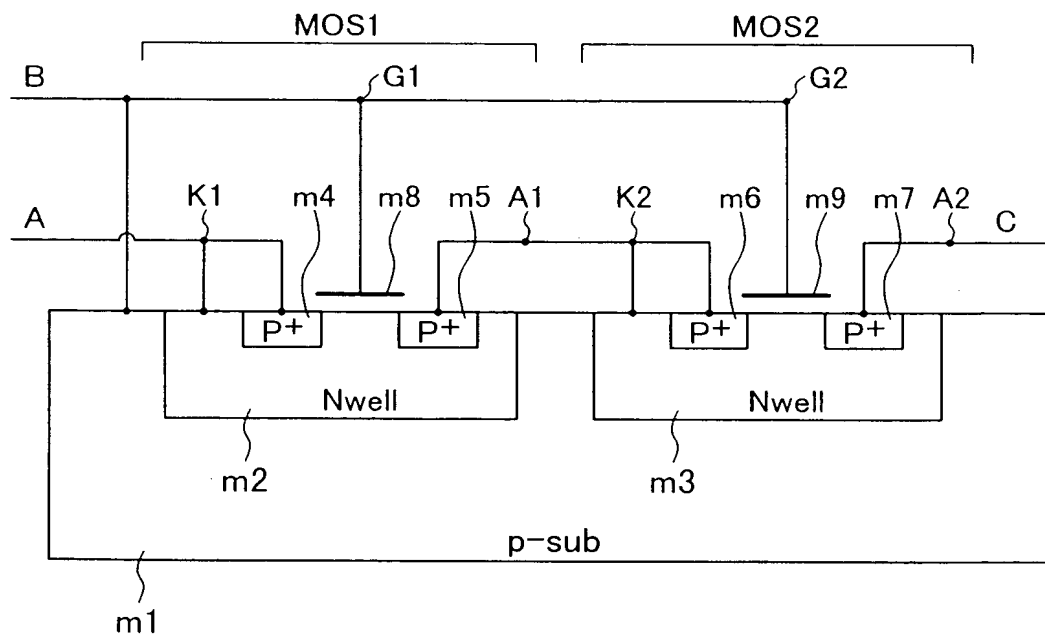 MOS1 MOS2
B G1 G2
A K1 m4 m8 m5 A1 K2 m6 m9 m7 A2 C
P+ P+ P+ P+
Nwell Nwell
m2 m3
p-sub
m1